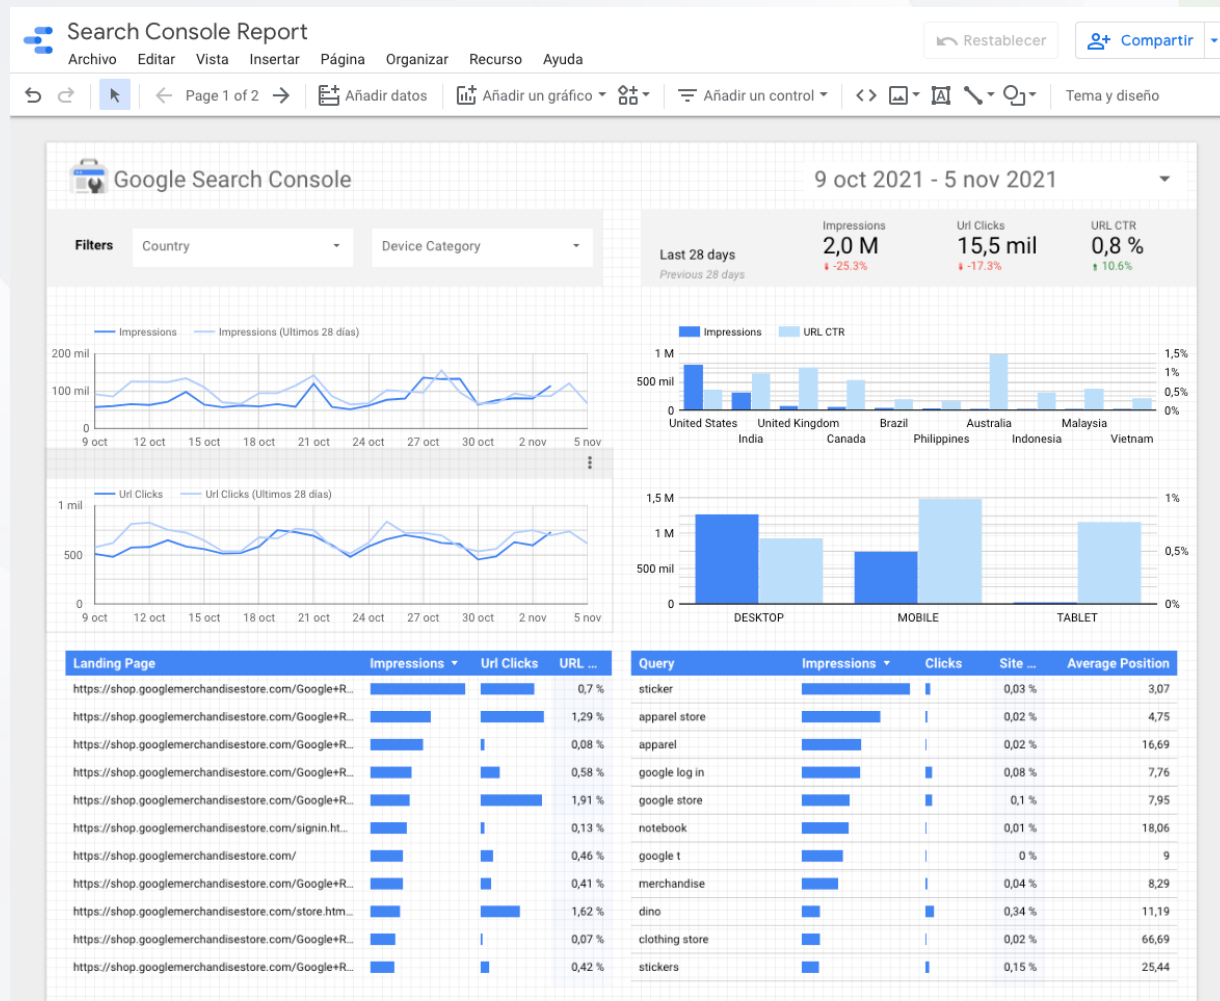 Search Console Report
Restablecer
Compartir
Archivo Editar Vista Insertar Página Organizar Recurso Ayuda
Page 1 of 2 Añadir datos Añadir un gráfico Añadir un control Tema y diseño
Google Search Console
9 oct 2021 - 5 nov 2021
Filters Country Device Category
Last 28 days
Previous 28 days
Impressions Url Clicks URL CTR
2,0 M 15,5 mil 0,8 %
-25.3% -17.3% 10.6%
Impressions Impressions (Ultimos 28 días)
200 mil
100 mil
0
9 oct 12 oct 15 oct 18 oct 21 oct 24 oct 27 oct 30 oct 2 nov 5 nov
Impressions URL CTR
1 M 1,5%
1%
500 mil 0,5%
0 0%
United States United Kingdom Brazil Australia Malaysia
India Canada Philippines Indonesia Vietnam
Url Clicks Url Clicks (Ultimos 28 días)
1 mil
500
0
9 oct 12 oct 15 oct 18 oct 21 oct 24 oct 27 oct 30 oct 2 nov 5 nov
1,5 M 1%
1 M
0,5%
500 mil
0 0%
DESKTOP MOBILE TABLET
Landing Page Impressions Url Clicks URL ...
https://shop.googlemerchandisestore.com/Google+R... 0,7 %
https://shop.googlemerchandisestore.com/Google+R... 1,29 %
https://shop.googlemerchandisestore.com/Google+R... 0,08 %
https://shop.googlemerchandisestore.com/Google+R... 0,58 %
https://shop.googlemerchandisestore.com/Google+R... 1,91 %
https://shop.googlemerchandisestore.com/signin.ht... 0,13 %
https://shop.googlemerchandisestore.com/ 0,46 %
https://shop.googlemerchandisestore.com/Google+R... 0,41 %
https://shop.googlemerchandisestore.com/store.htm... 1,62 %
https://shop.googlemerchandisestore.com/Google+R... 0,07 %
https://shop.googlemerchandisestore.com/Google+R... 0,42 %
Query Impressions Clicks Site ... Average Position
sticker 0,03 % 3,07
apparel store 0,02 % 4,75
apparel 0,02 % 16,69
google log in 0,08 % 7,76
google store 0,1 % 7,95
notebook 0,01 % 18,06
google t 0 % 9
merchandise 0,04 % 8,29
dino 0,34 % 11,19
clothing store 0,02 % 66,69
stickers 0,15 % 25,44